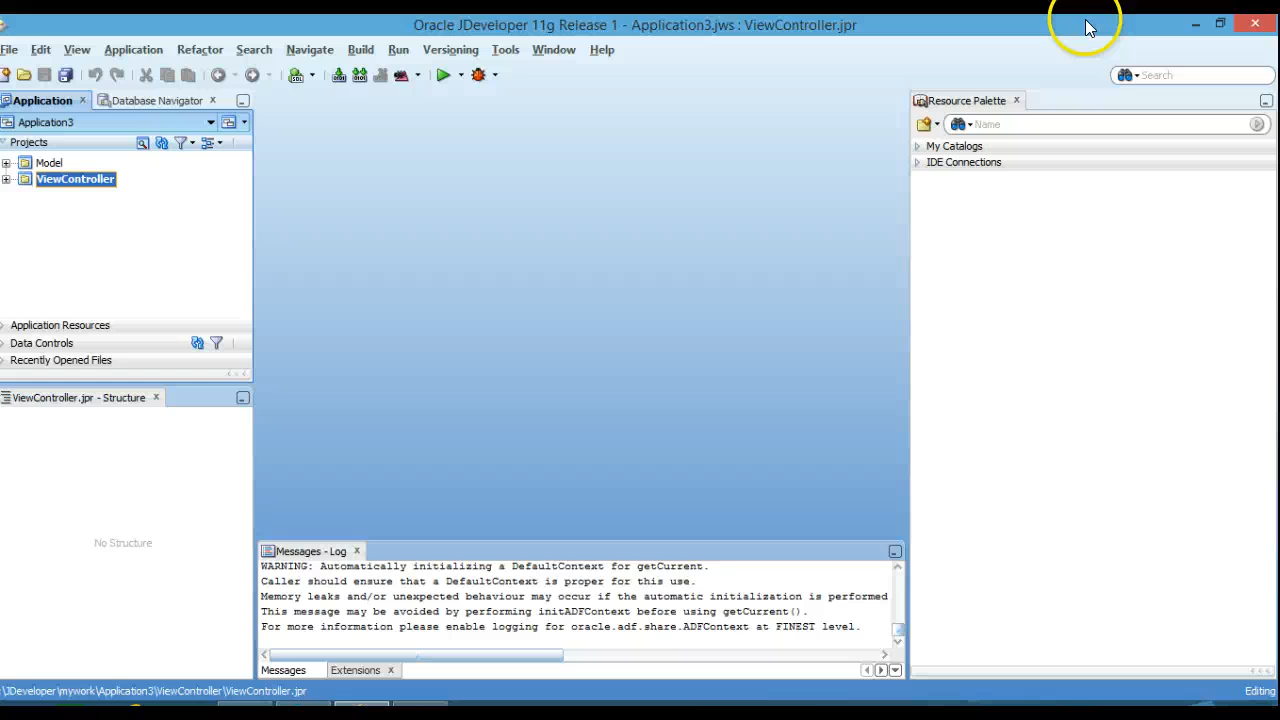 Oracle JDeveloper 11g Release 1 - Application3.jws : ViewController.jpr
File Edit View Application Refactor Search Navigate Build Run Versioning Tools Window Help
Search
Application Database Navigator
Resource Palette
Application3
Name
Projects
My Catalogs
Model
IDE Connections
ViewController
Application Resources
Data Controls
Recently Opened Files
ViewController.jpr - Structure
No Structure
Messages - Log
WARNING: Automatically initializing a DefaultContext for getCurrent.
Caller should ensure that a DefaultContext is proper for this use.
Memory leaks and/or unexpected behaviour may occur if the automatic initialization is performed
This message may be avoided by performing initADFContext before using getCurrent().
For more information please enable logging for oracle.adf.share.ADFContext at FINEST level.
Messages Extensions
:\JDeveloper\mywork\Application3\ViewController\ViewController.jpr
Editing